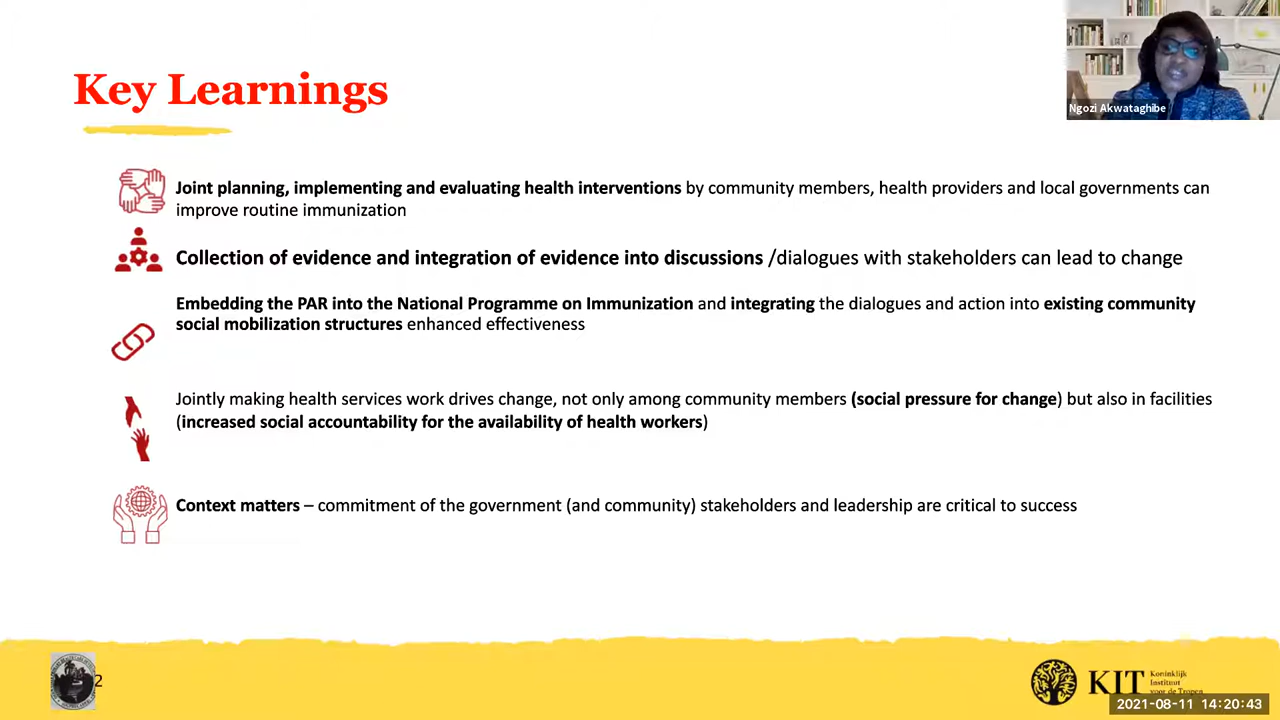 Key Learnings
Ngozi Akwataghibe
Joint planning, implementing and evaluating health interventions by community members, health providers and local governments can
improve routine immunization
Collection of evidence and integration of evidence into discussions /dialogues with stakeholders can lead to change
Embedding the PAR into the National Programme on Immunization and integrating the dialogues and action into existing community
social mobilization structures enhanced effectiveness
Jointly making health services work drives change, not only among community members (social pressure for change) but also in facilities
(increased social accountability for the availability of health workers)
Context matters – commitment of the government (and community) stakeholders and leadership are critical to success
2
KIT
Koninklijk
Instituut
voor de Tropen
2021-08-11 14:20:43